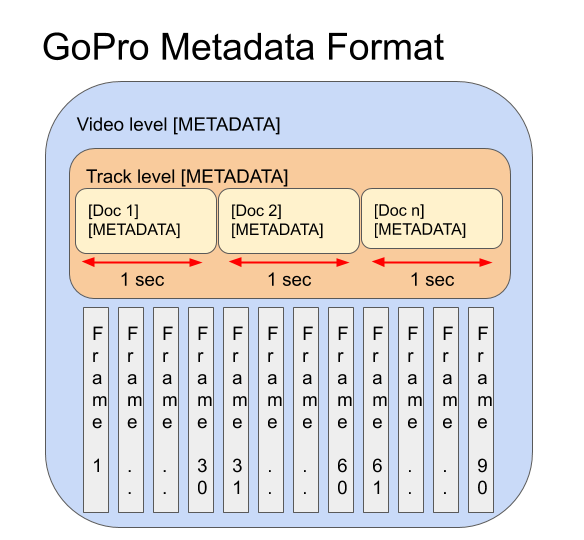 GoPro Metadata Format
Video level [METADATA]
Track level [METADATA]
[Doc 1]
[METADATA]
[Doc 2]
[METADATA]
[Doc n]
[METADATA]
1 sec
1 sec
1 sec
Frame 1
Frame ..
Frame ..
Frame 30
Frame 31
Frame ..
Frame ..
Frame 60
Frame 61
Frame ..
Frame ..
Frame 90